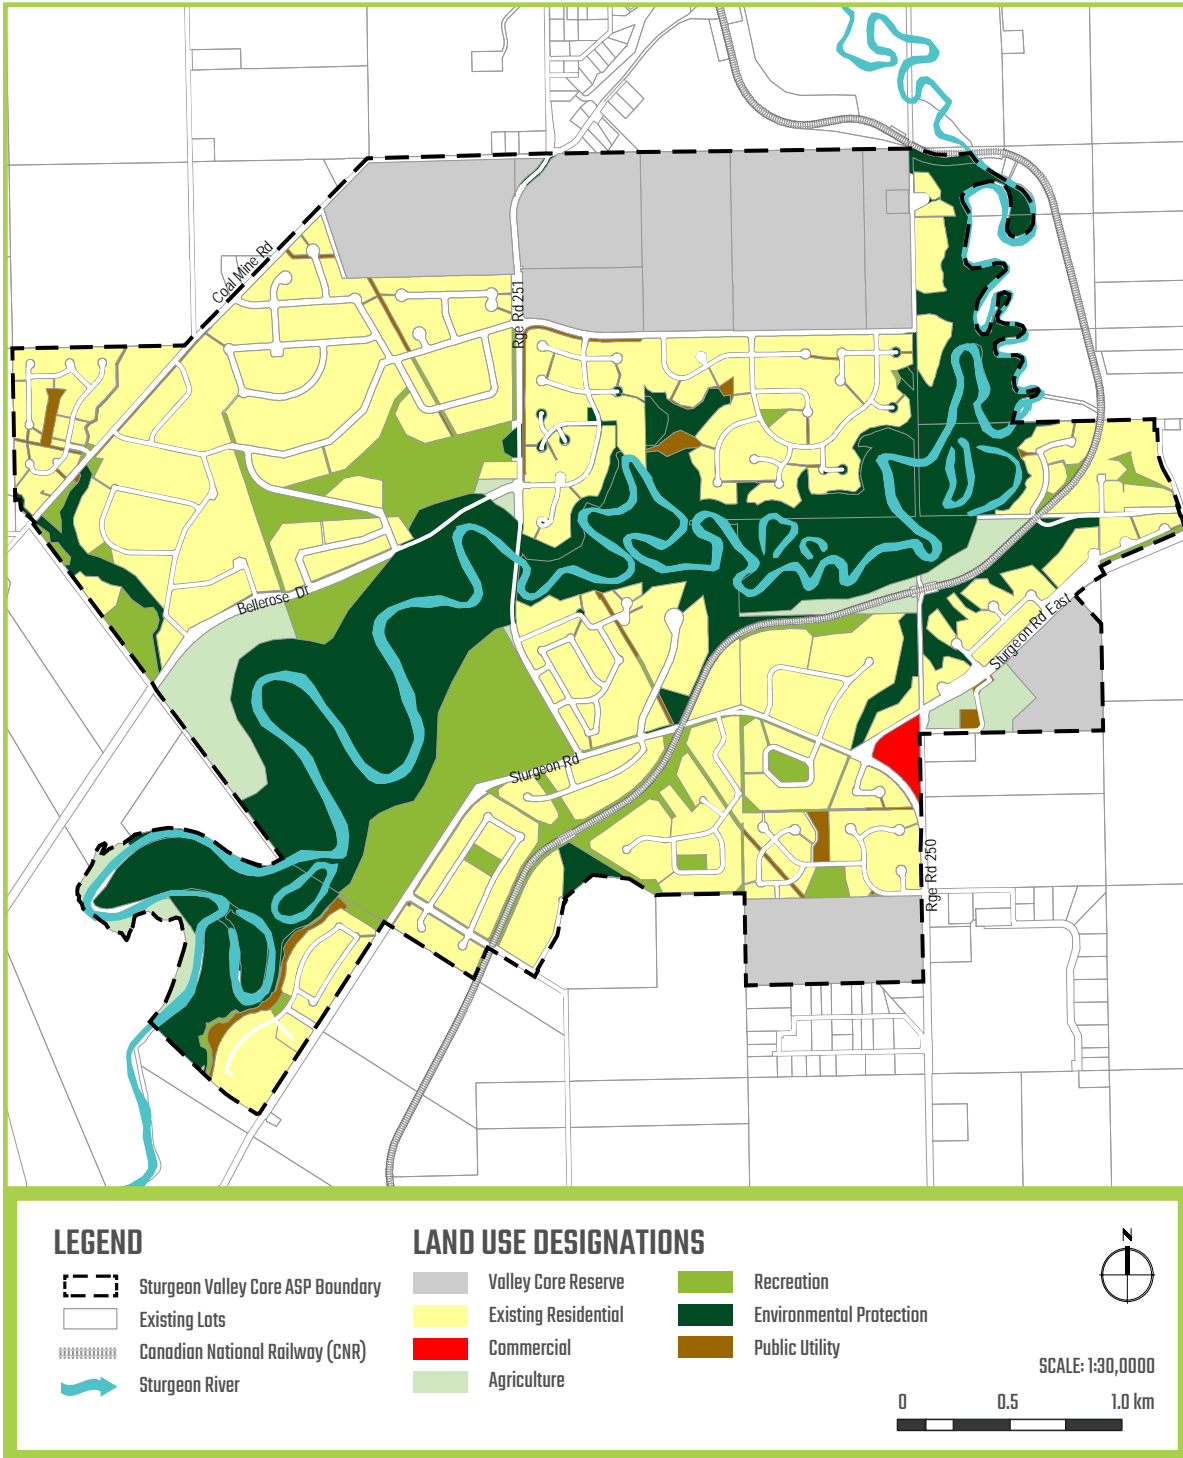 Coal Mine Rd
Rge Rd 251
Bellerose Dr
Sturgeon Rd East
Sturgeon Rd
Rge Rd 250
LEGEND
Sturgeon Valley Core ASP Boundary
Existing Lots
Canadian National Railway (CNR)
Sturgeon River
LAND USE DESIGNATIONS
Valley Core Reserve
Existing Residential
Commercial
Agriculture
Recreation
Environmental Protection
Public Utility
N
SCALE: 1:30,0000
0 0.5 1.0 km